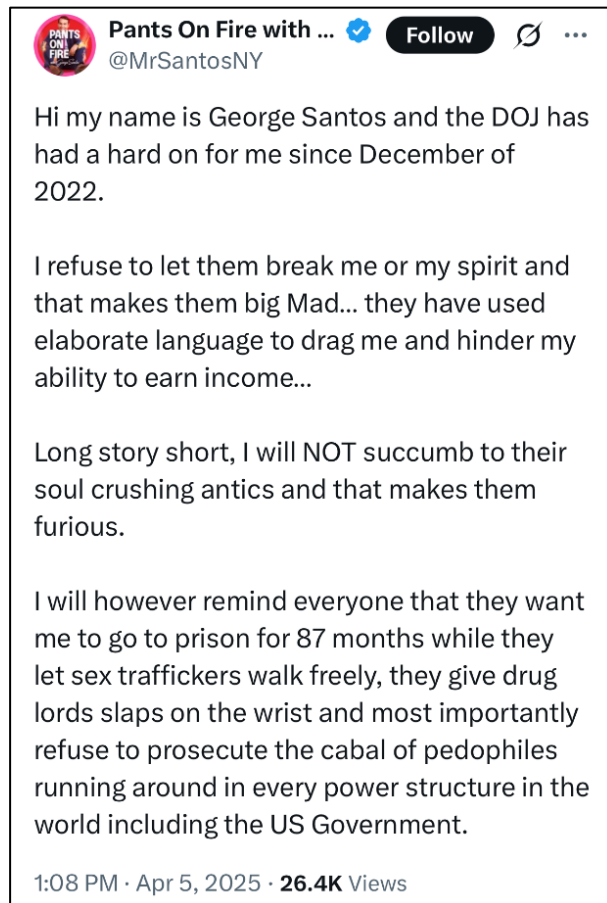 PANTS
ON
FIRE
Pants On Fire with ...
Follow
@MrSantosNY
Hi my name is George Santos and the DOJ has
had a hard on for me since December of
2022.
I refuse to let them break me or my spirit and
that makes them big Mad... they have used
elaborate language to drag me and hinder my
ability to earn income...
Long story short, I will NOT succumb to their
soul crushing antics and that makes them
furious.
I will however remind everyone that they want
me to go to prison for 87 months while they
let sex traffickers walk freely, they give drug
lords slaps on the wrist and most importantly
refuse to prosecute the cabal of pedophiles
running around in every power structure in the
world including the US Government.
1:08 PM · Apr 5, 2025 · 26.4K Views